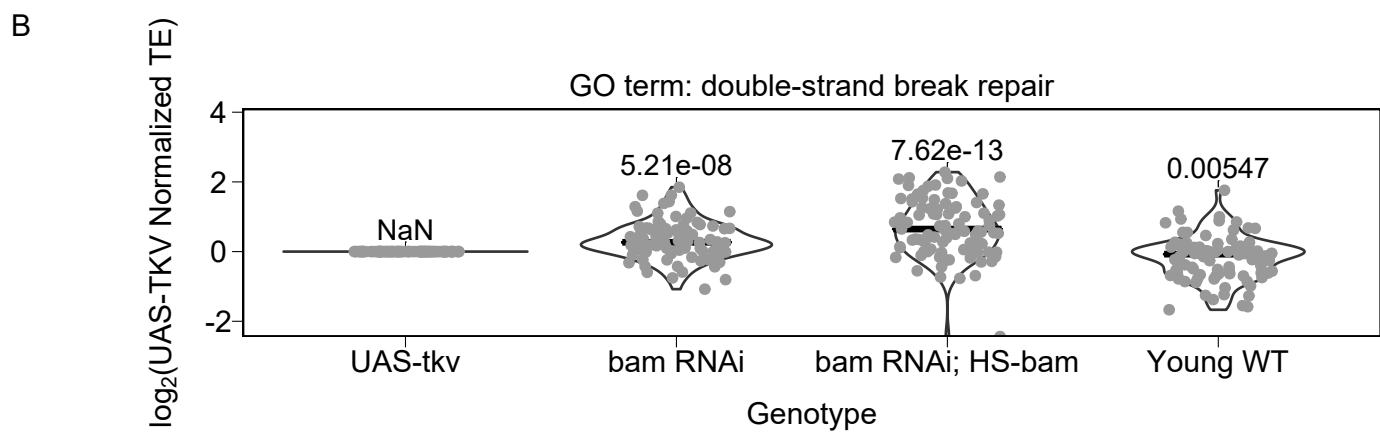 B
GO term: double-strand break repair
log₂(UAS-TKV Normalized TE)
4
2
0
-2
NaN
5.21e-08
7.62e-13
0.00547
UAS-tkv
bam RNAi
bam RNAi; HS-bam
Young WT
Genotype